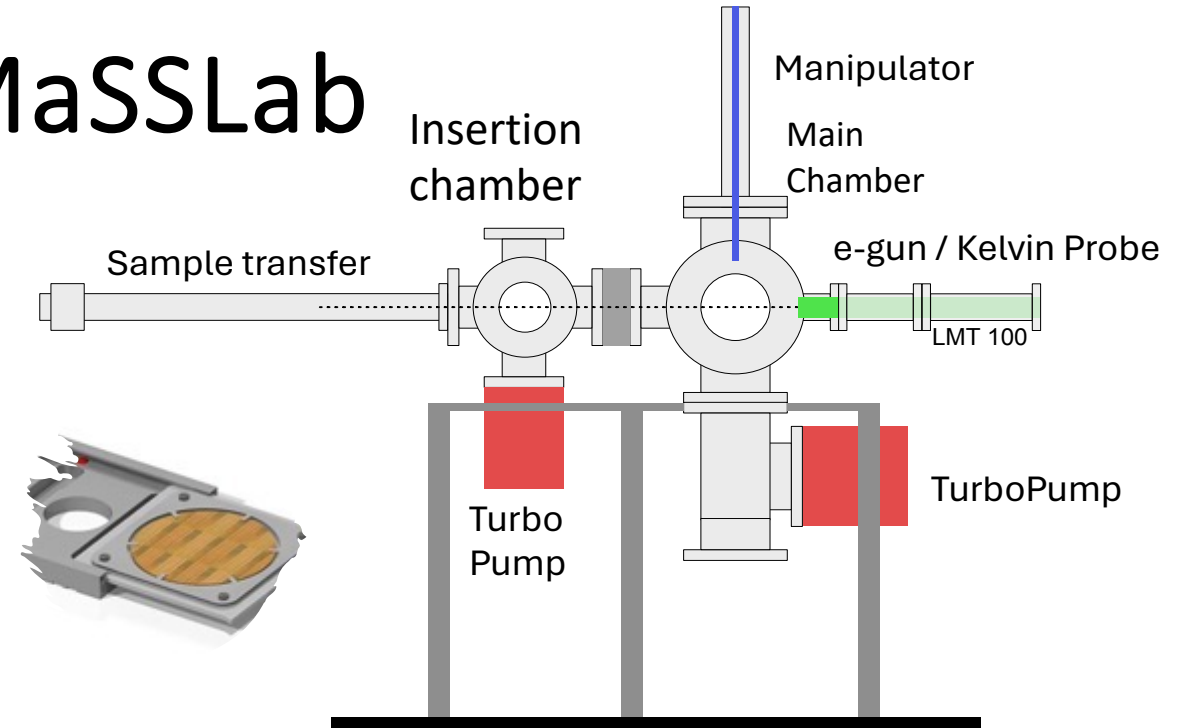 MaSSLab
Manipulator
Insertion
chamber
Main
Chamber
Sample transfer
e-gun / Kelvin Probe
LMT 100
Turbo
Pump
TurboPump